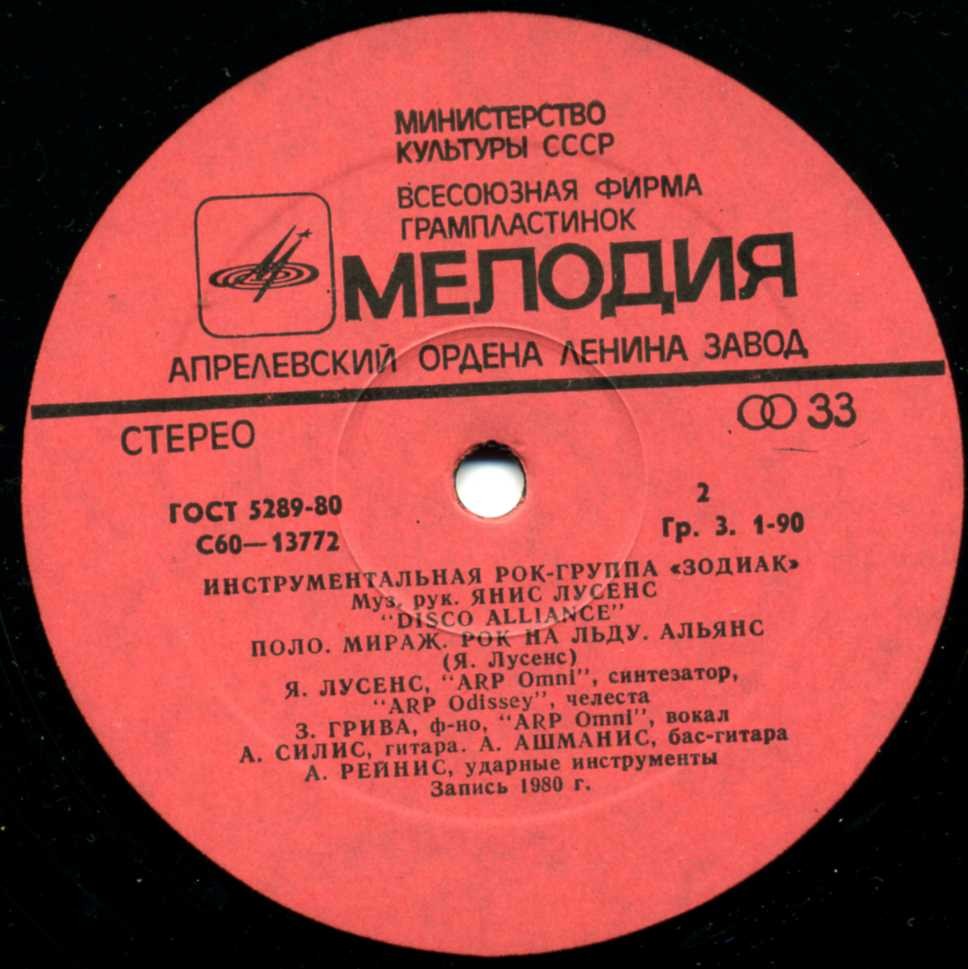 МИНИСТЕРСТВО
КУЛЬТУРЫ СССР
ВСЕСОЮЗНАЯ ФИРМА
ГРАМПЛАСТИНОК
МЕЛОДИЯ
АПРЕЛЕВСКИЙ ОРДЕНА ЛЕНИНА ЗАВОД
СТЕРЕО
33
ГОСТ 5289-80
2
С60—13772
Гр. 3. 1-90
ИНСТРУМЕНТАЛЬНАЯ РОК-ГРУППА «ЗОДИАК»
Муз. рук. ЯНИС ЛУСЕНС
"DISCO ALLIANCE"
ПОЛО. МИРАЖ. РОК НА ЛЬДУ. АЛЬЯНС
(Я. Лусенс)
Я. ЛУСЕНС, "ARP Omni", синтезатор,
"ARP Odissey", челеста
З. ГРИВА, ф-но, "ARP Omni", вокал
А. СИЛИС, гитара. А. АШМАНИС, бас-гитара
А. РЕЙНИС, ударные инструменты
Запись 1980 г.